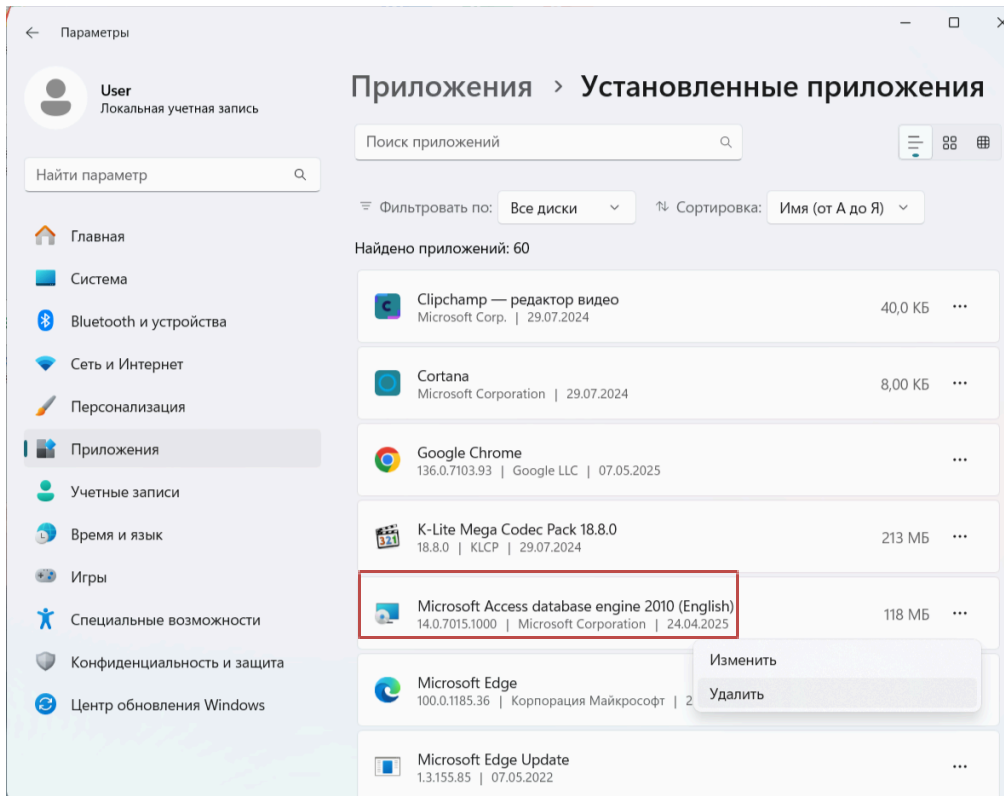 Параметры
User
Локальная учетная запись
Найти параметр
Главная
Система
Bluetooth и устройства
Сеть и Интернет
Персонализация
Приложения
Учетные записи
Время и язык
Игры
Специальные возможности
Конфиденциальность и защита
Центр обновления Windows
Приложения > Установленные приложения
Поиск приложений
Фильтровать по: Все диски Сортировка: Имя (от А до Я)
Найдено приложений: 60
Clipchamp — редактор видео
Microsoft Corp. | 29.07.2024
40,0 КБ
Cortana
Microsoft Corporation | 29.07.2024
8,00 КБ
Google Chrome
136.0.7103.93 | Google LLC | 07.05.2025
K-Lite Mega Codec Pack 18.8.0
18.8.0 | KLCP | 29.07.2024
213 МБ
Microsoft Access database engine 2010 (English)
14.0.7015.1000 | Microsoft Corporation | 24.04.2025
118 МБ
Изменить
Удалить
Microsoft Edge
100.0.1185.36 | Корпорация Майкрософт | 2
Microsoft Edge Update
1.3.155.85 | 07.05.2022